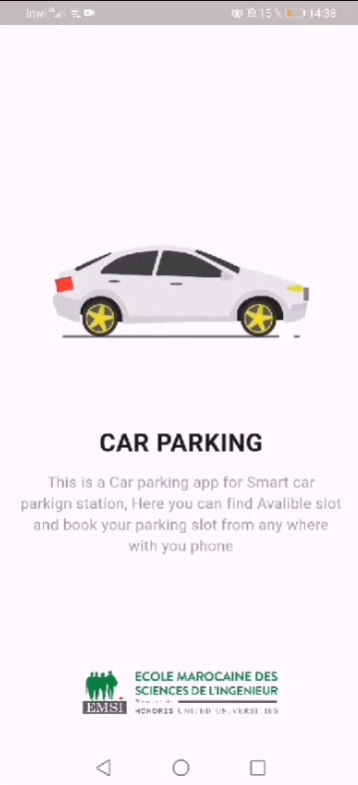 inwi 15 % 14:38
CAR PARKING
This is a Car parking app for Smart car
parkign station, Here you can find Avalible slot
and book your parking slot from any where
with you phone
ECOLE MAROCAINE DES
SCIENCES DE L'INGENIEUR
EMSI
HONORIS UNITED UNIVERSITIES